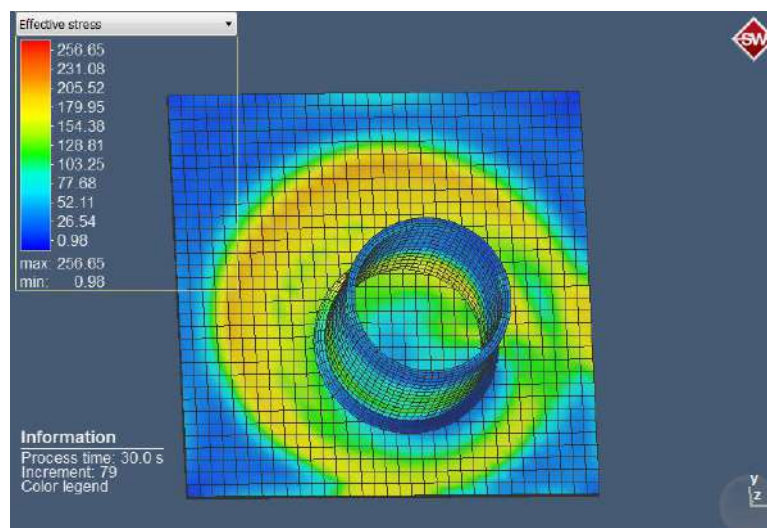 Effective stress
256.65
231.08
205.52
179.95
154.38
128.81
103.25
77.68
52.11
26.54
0.98
max: 256.65
min: 0.98
SW
Information
Process time: 30.0 s
Increment: 79
Color legend
y
z